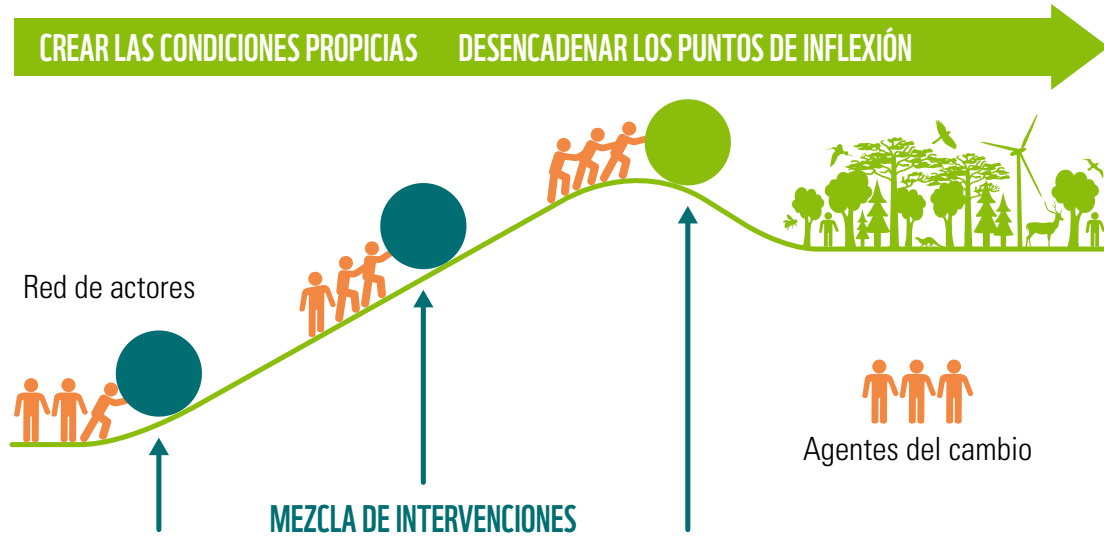 CREAR LAS CONDICIONES PROPICIAS DESENCADENAR LOS PUNTOS DE INFLEXIÓN
Red de actores
Agentes del cambio
MEZCLA DE INTERVENCIONES